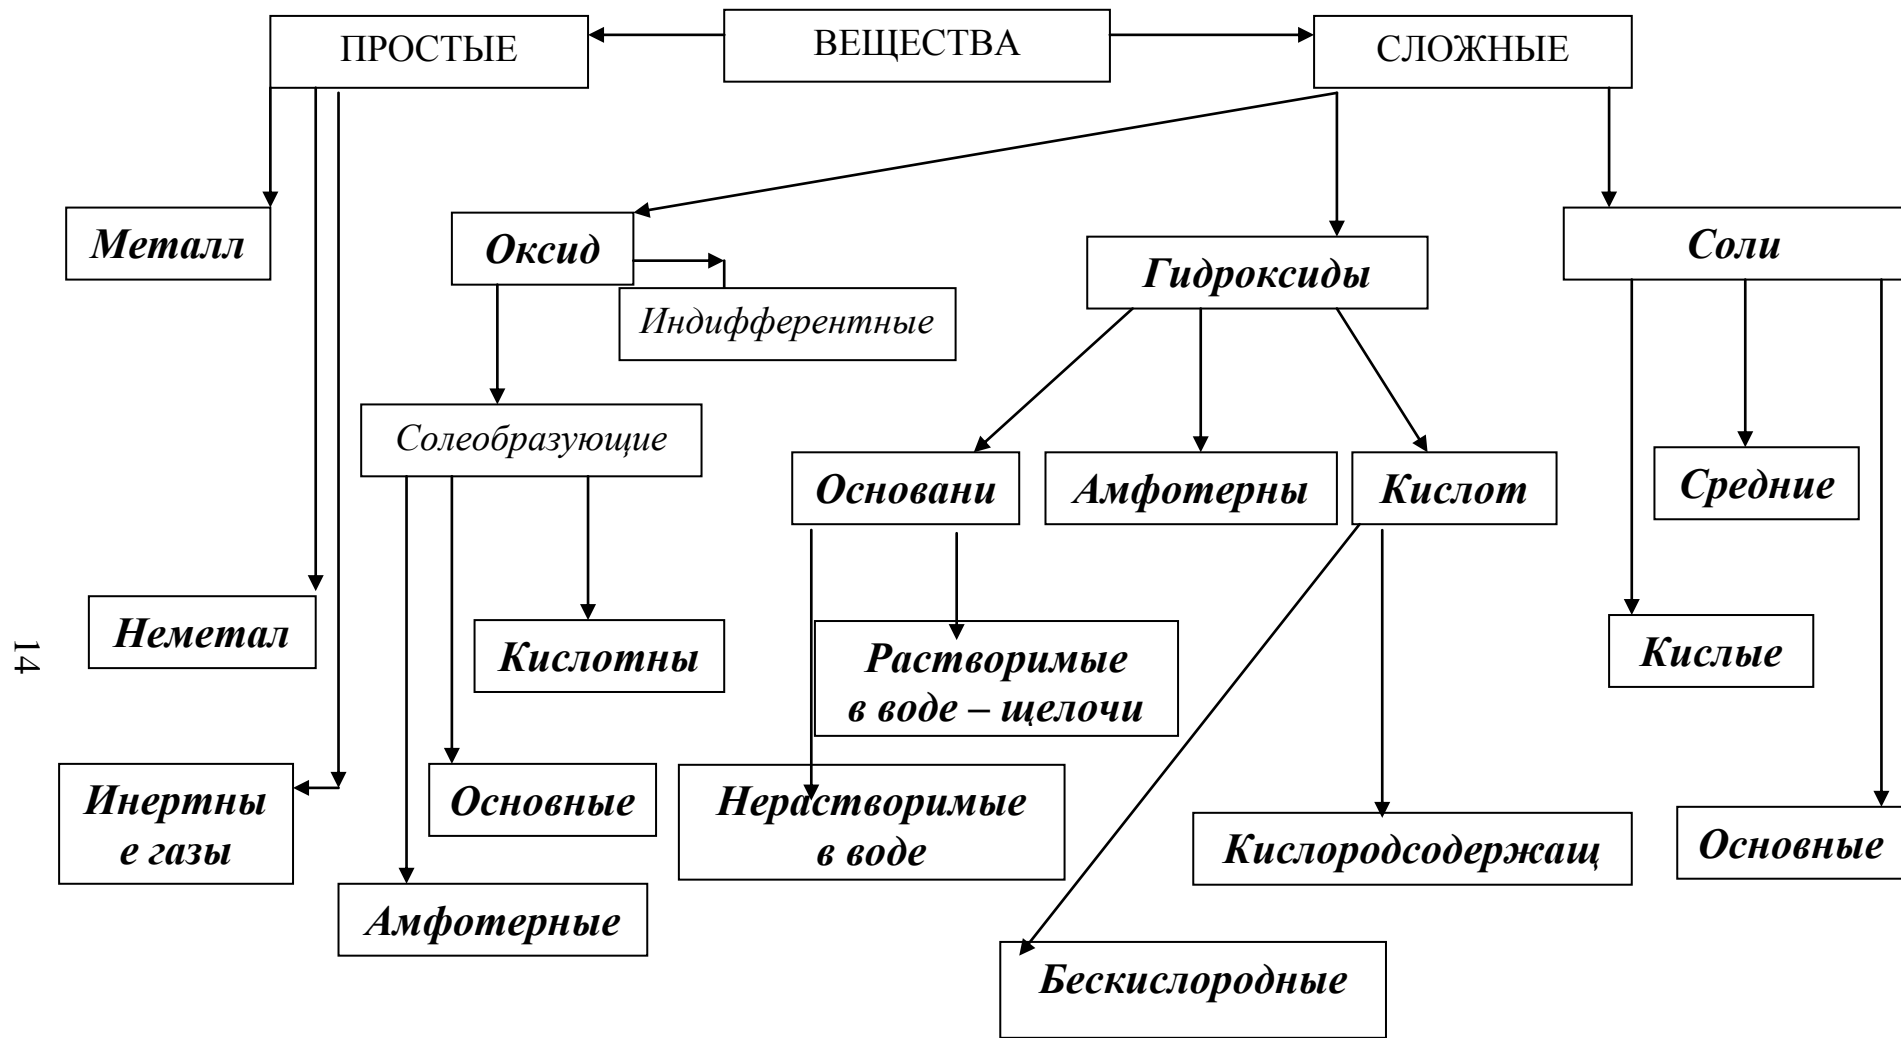 ПРОСТЫЕ
ВЕЩЕСТВА
СЛОЖНЫЕ
Металл
Оксид
Гидроксиды
Соли
Индифферентные
Солеобразующие
Основани
Амфотерны
Кислот
Средние
Неметал
Кислотны
Растворимые
в воде – щелочи
Кислые
14
Инертны
е газы
Основные
Нерастворимые
в воде
Кислородсодержащ
Основные
Амфотерные
Бескислородные